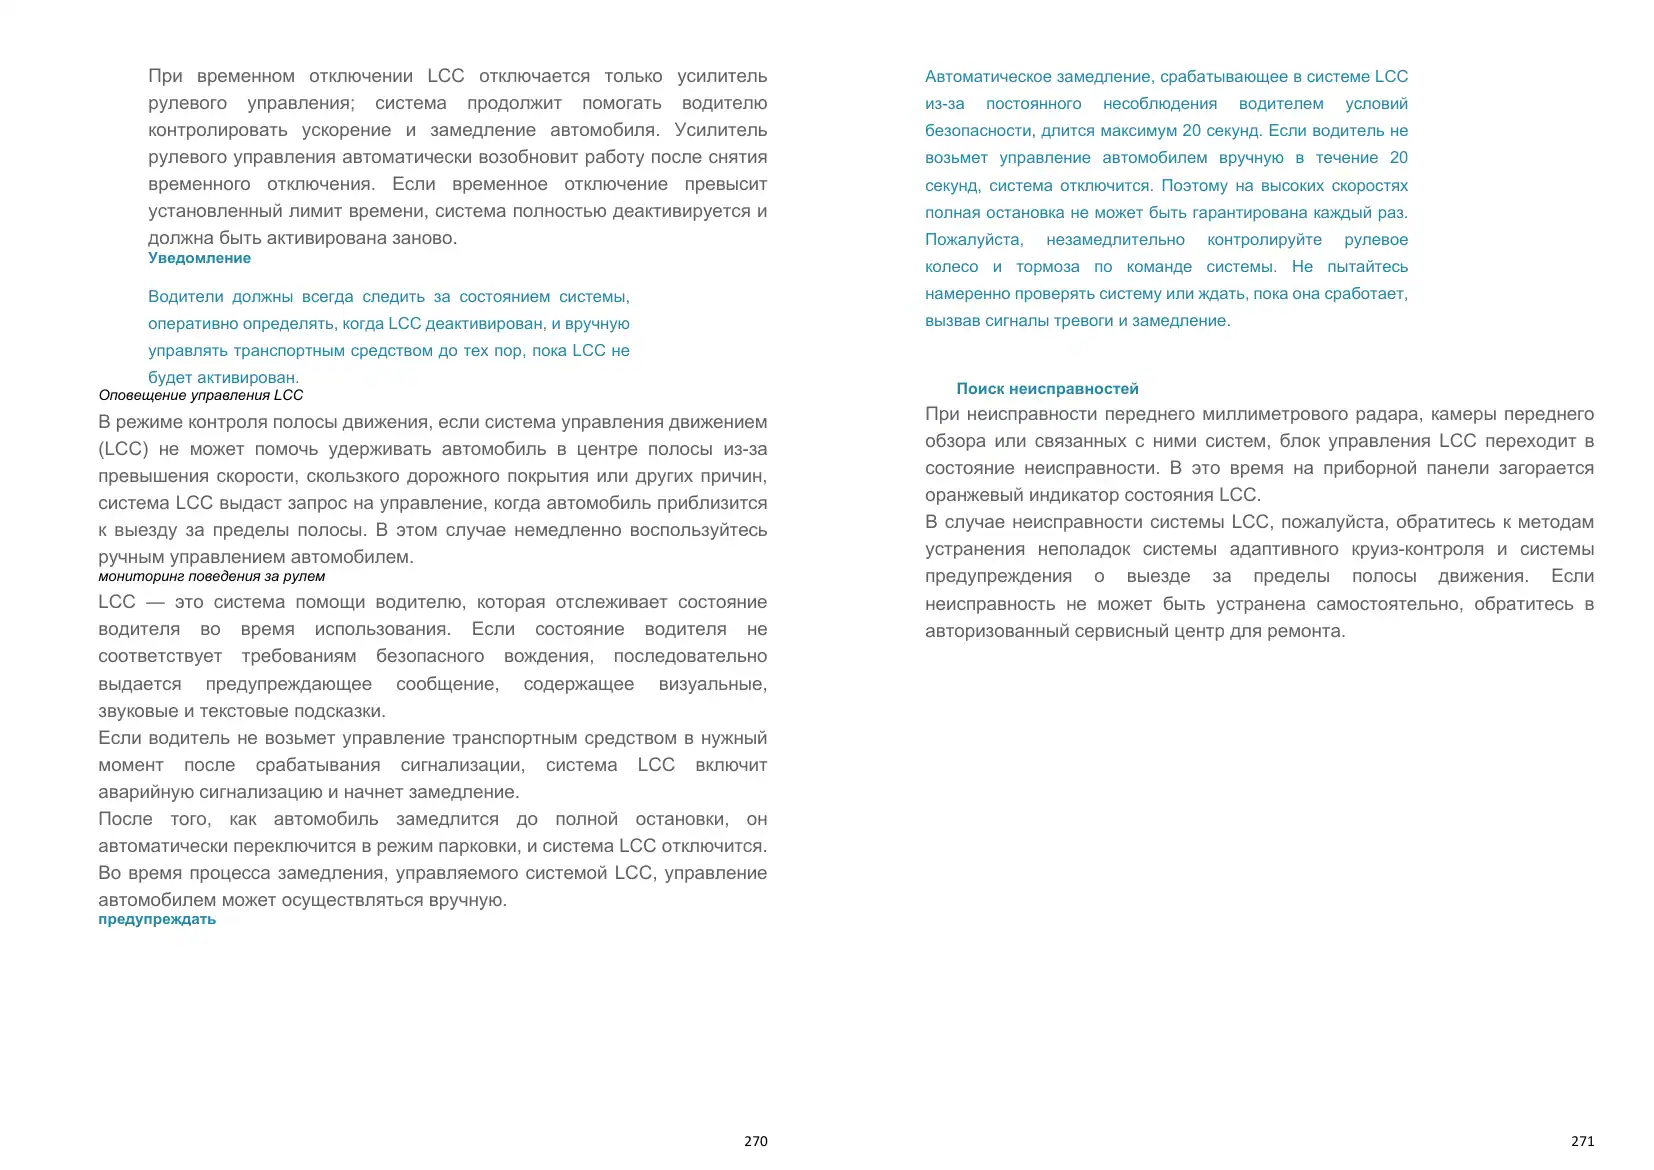 При временном отключении LCC отключается только усилитель
рулевого управления; система продолжит помогать водителю
контролировать ускорение и замедление автомобиля. Усилитель
рулевого управления автоматически возобновит работу после снятия
временного отключения. Если временное отключение превысит
установленный лимит времени, система полностью деактивируется и
должна быть активирована заново.
Уведомление
Водители должны всегда следить за состоянием системы,
оперативно определять, когда LCC деактивирован, и вручную
управлять транспортным средством до тех пор, пока LCC не
будет активирован.
Оповещение управления LCC
В режиме контроля полосы движения, если система управления движением
(LCC) не может помочь удерживать автомобиль в центре полосы из-за
превышения скорости, скользкого дорожного покрытия или других причин,
система LCC выдаст запрос на управление, когда автомобиль приблизится
к выезду за пределы полосы. В этом случае немедленно воспользуйтесь
ручным управлением автомобилем.
мониторинг поведения за рулем
LCC — это система помощи водителю, которая отслеживает состояние
водителя во время использования. Если состояние водителя не
соответствует требованиям безопасного вождения, последовательно
выдается предупреждающее сообщение, содержащее визуальные,
звуковые и текстовые подсказки.
Если водитель не возьмет управление транспортным средством в нужный
момент после срабатывания сигнализации, система LCC включит
аварийную сигнализацию и начнет замедление.
После того, как автомобиль замедлится до полной остановки, он
автоматически переключится в режим парковки, и система LCC отключится.
Во время процесса замедления, управляемого системой LCC, управление
автомобилем может осуществляться вручную.
предупреждать
270
Автоматическое замедление, срабатывающее в системе LCC
из-за постоянного несоблюдения водителем условий
безопасности, длится максимум 20 секунд. Если водитель не
возьмет управление автомобилем вручную в течение 20
секунд, система отключится. Поэтому на высоких скоростях
полная остановка не может быть гарантирована каждый раз.
Пожалуйста, незамедлительно контролируйте рулевое
колесо и тормоза по команде системы. Не пытайтесь
намеренно проверять систему или ждать, пока она сработает,
вызвав сигналы тревоги и замедление.
Поиск неисправностей
При неисправности переднего миллиметрового радара, камеры переднего
обзора или связанных с ними систем, блок управления LCC переходит в
состояние неисправности. В это время на приборной панели загорается
оранжевый индикатор состояния LCC.
В случае неисправности системы LCC, пожалуйста, обратитесь к методам
устранения неполадок системы адаптивного круиз-контроля и системы
предупреждения о выезде за пределы полосы движения. Если
неисправность не может быть устранена самостоятельно, обратитесь в
авторизованный сервисный центр для ремонта.
271